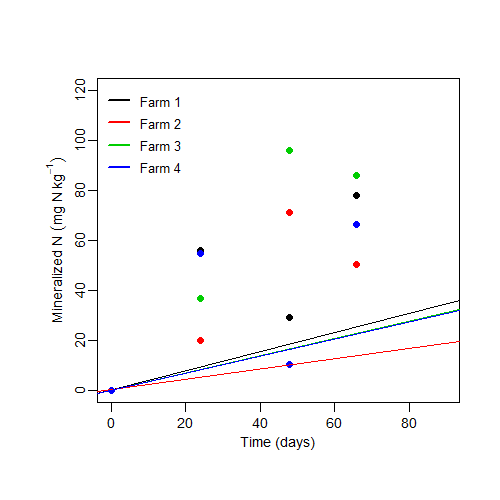 120
100
80
60
40
20
0
Mineralized N (mg N kg⁻¹)
Farm 1
Farm 2
Farm 3
Farm 4
0 20 40 60 80
Time (days)